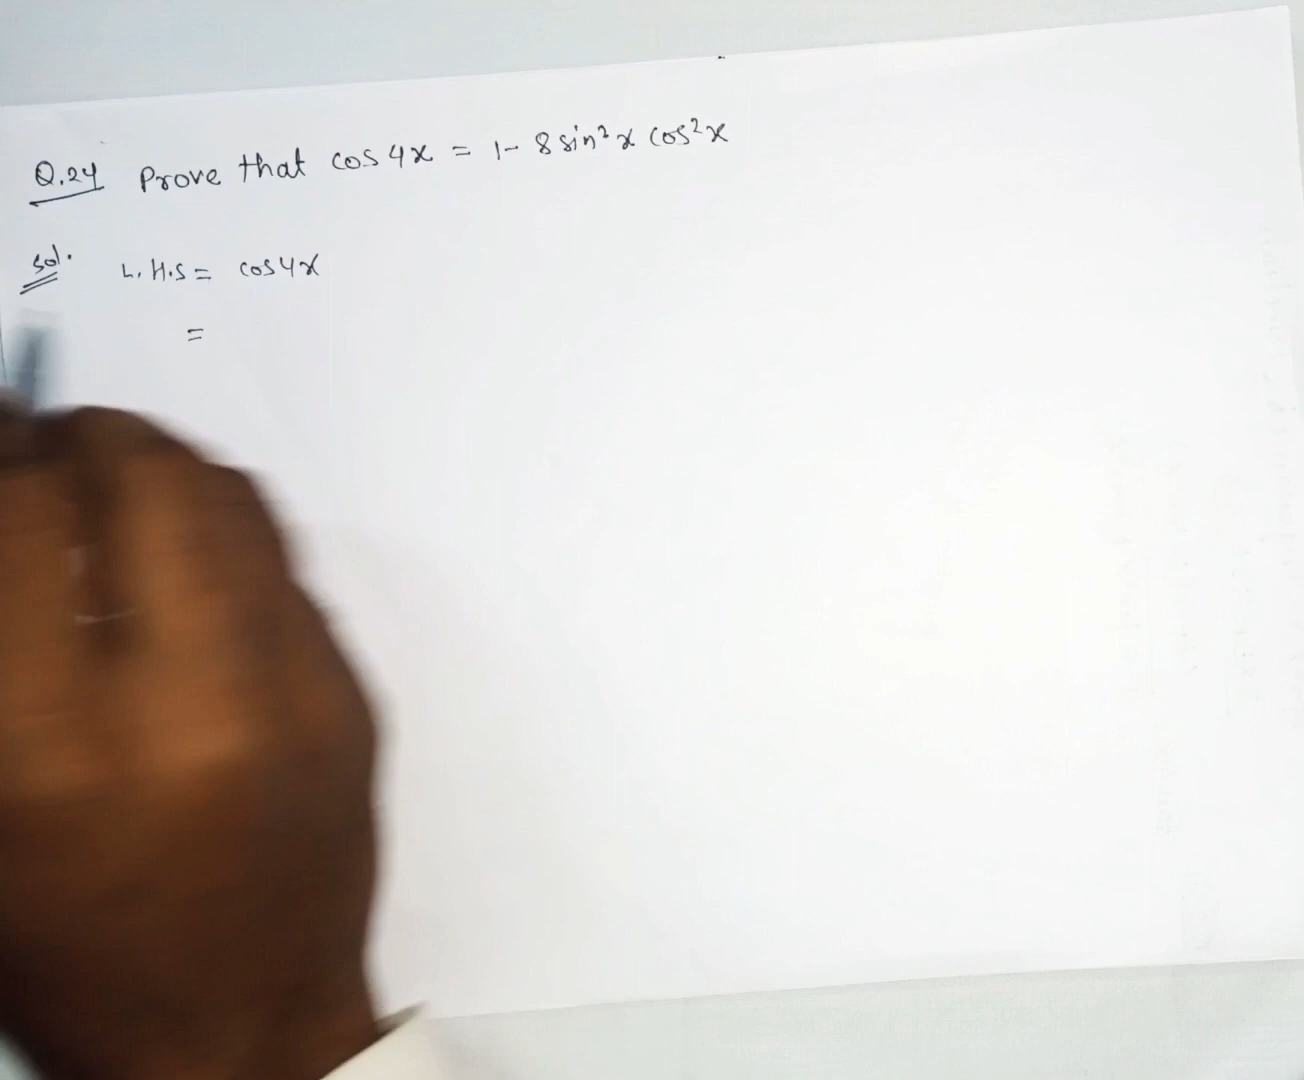 Q.24 Prove that cos 4x = 1 - 8 sin²x cos²x
Sol. L.H.S = cos 4x
=